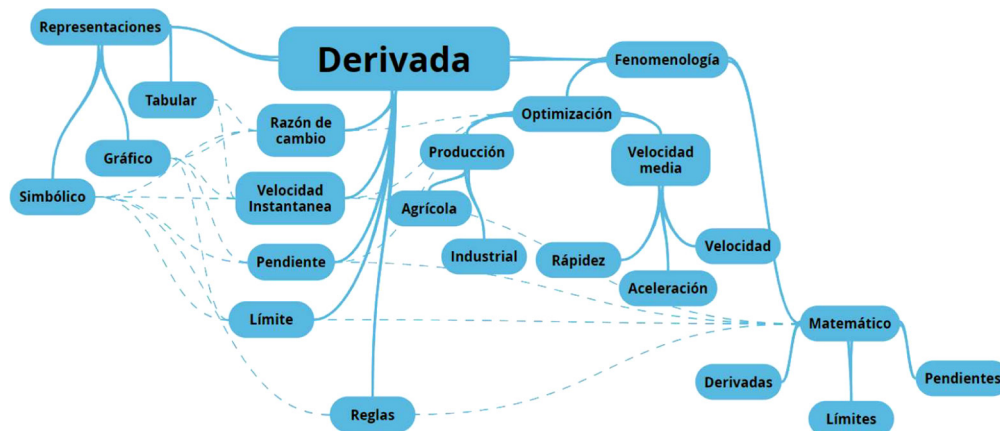 Representaciones
Derivada
Fenomenología
Tabular
Razón de
cambio
Optimización
Gráfico
Producción
Velocidad
media
Simbólico
Velocidad
Instantanea
Agrícola
Industrial
Rápidez
Velocidad
Pendiente
Aceleración
Límite
Matemático
Reglas
Derivadas
Límites
Pendientes